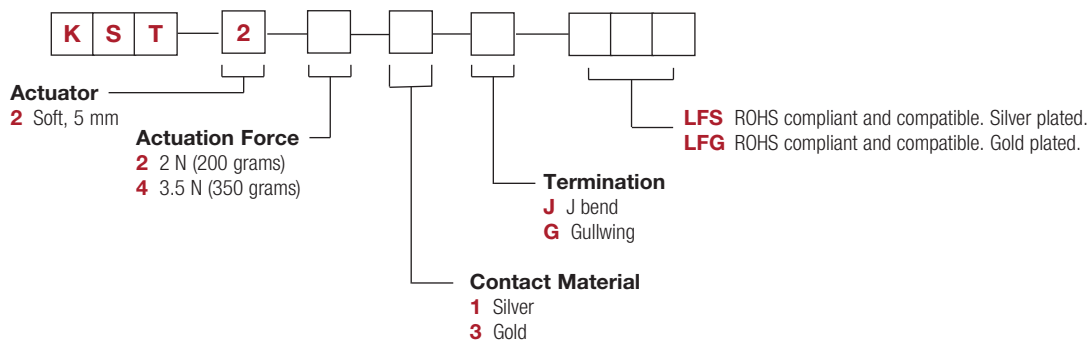 K S T 2
Actuator
2 Soft, 5 mm
Actuation Force
2 2 N (200 grams)
4 3.5 N (350 grams)
LFS ROHS compliant and compatible. Silver plated.
LFG ROHS compliant and compatible. Gold plated.
Termination
J J bend
G Gullwing
Contact Material
1 Silver
3 Gold